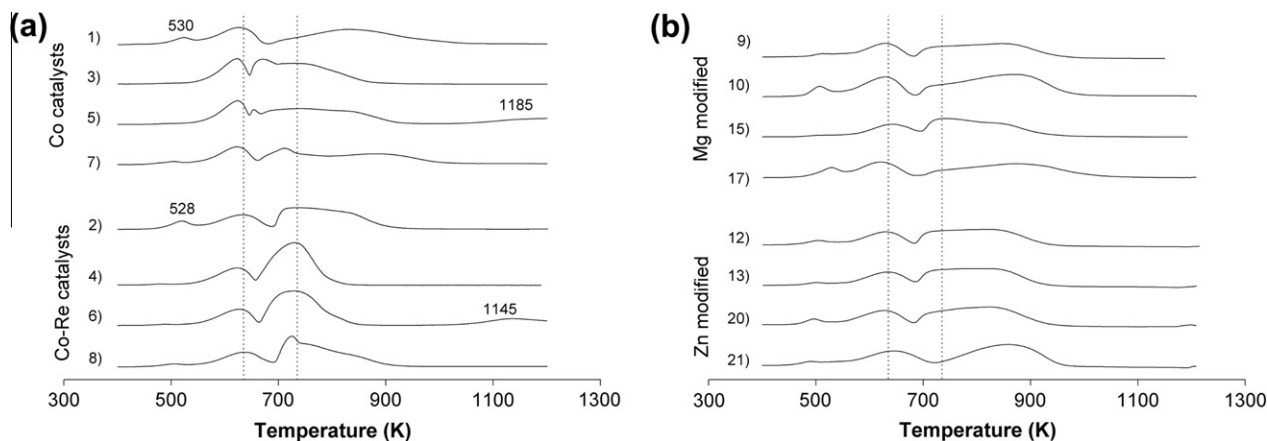 (a)
530
1)
3)
1185
5)
7)
Co catalysts
528
2)
4)
1145
6)
8)
Co-Re catalysts
300 500 700 900 1100 1300
Temperature (K)
(b)
9)
10)
15)
17)
Mg modified
12)
13)
20)
21)
Zn modified
300 500 700 900 1100 1300
Temperature (K)